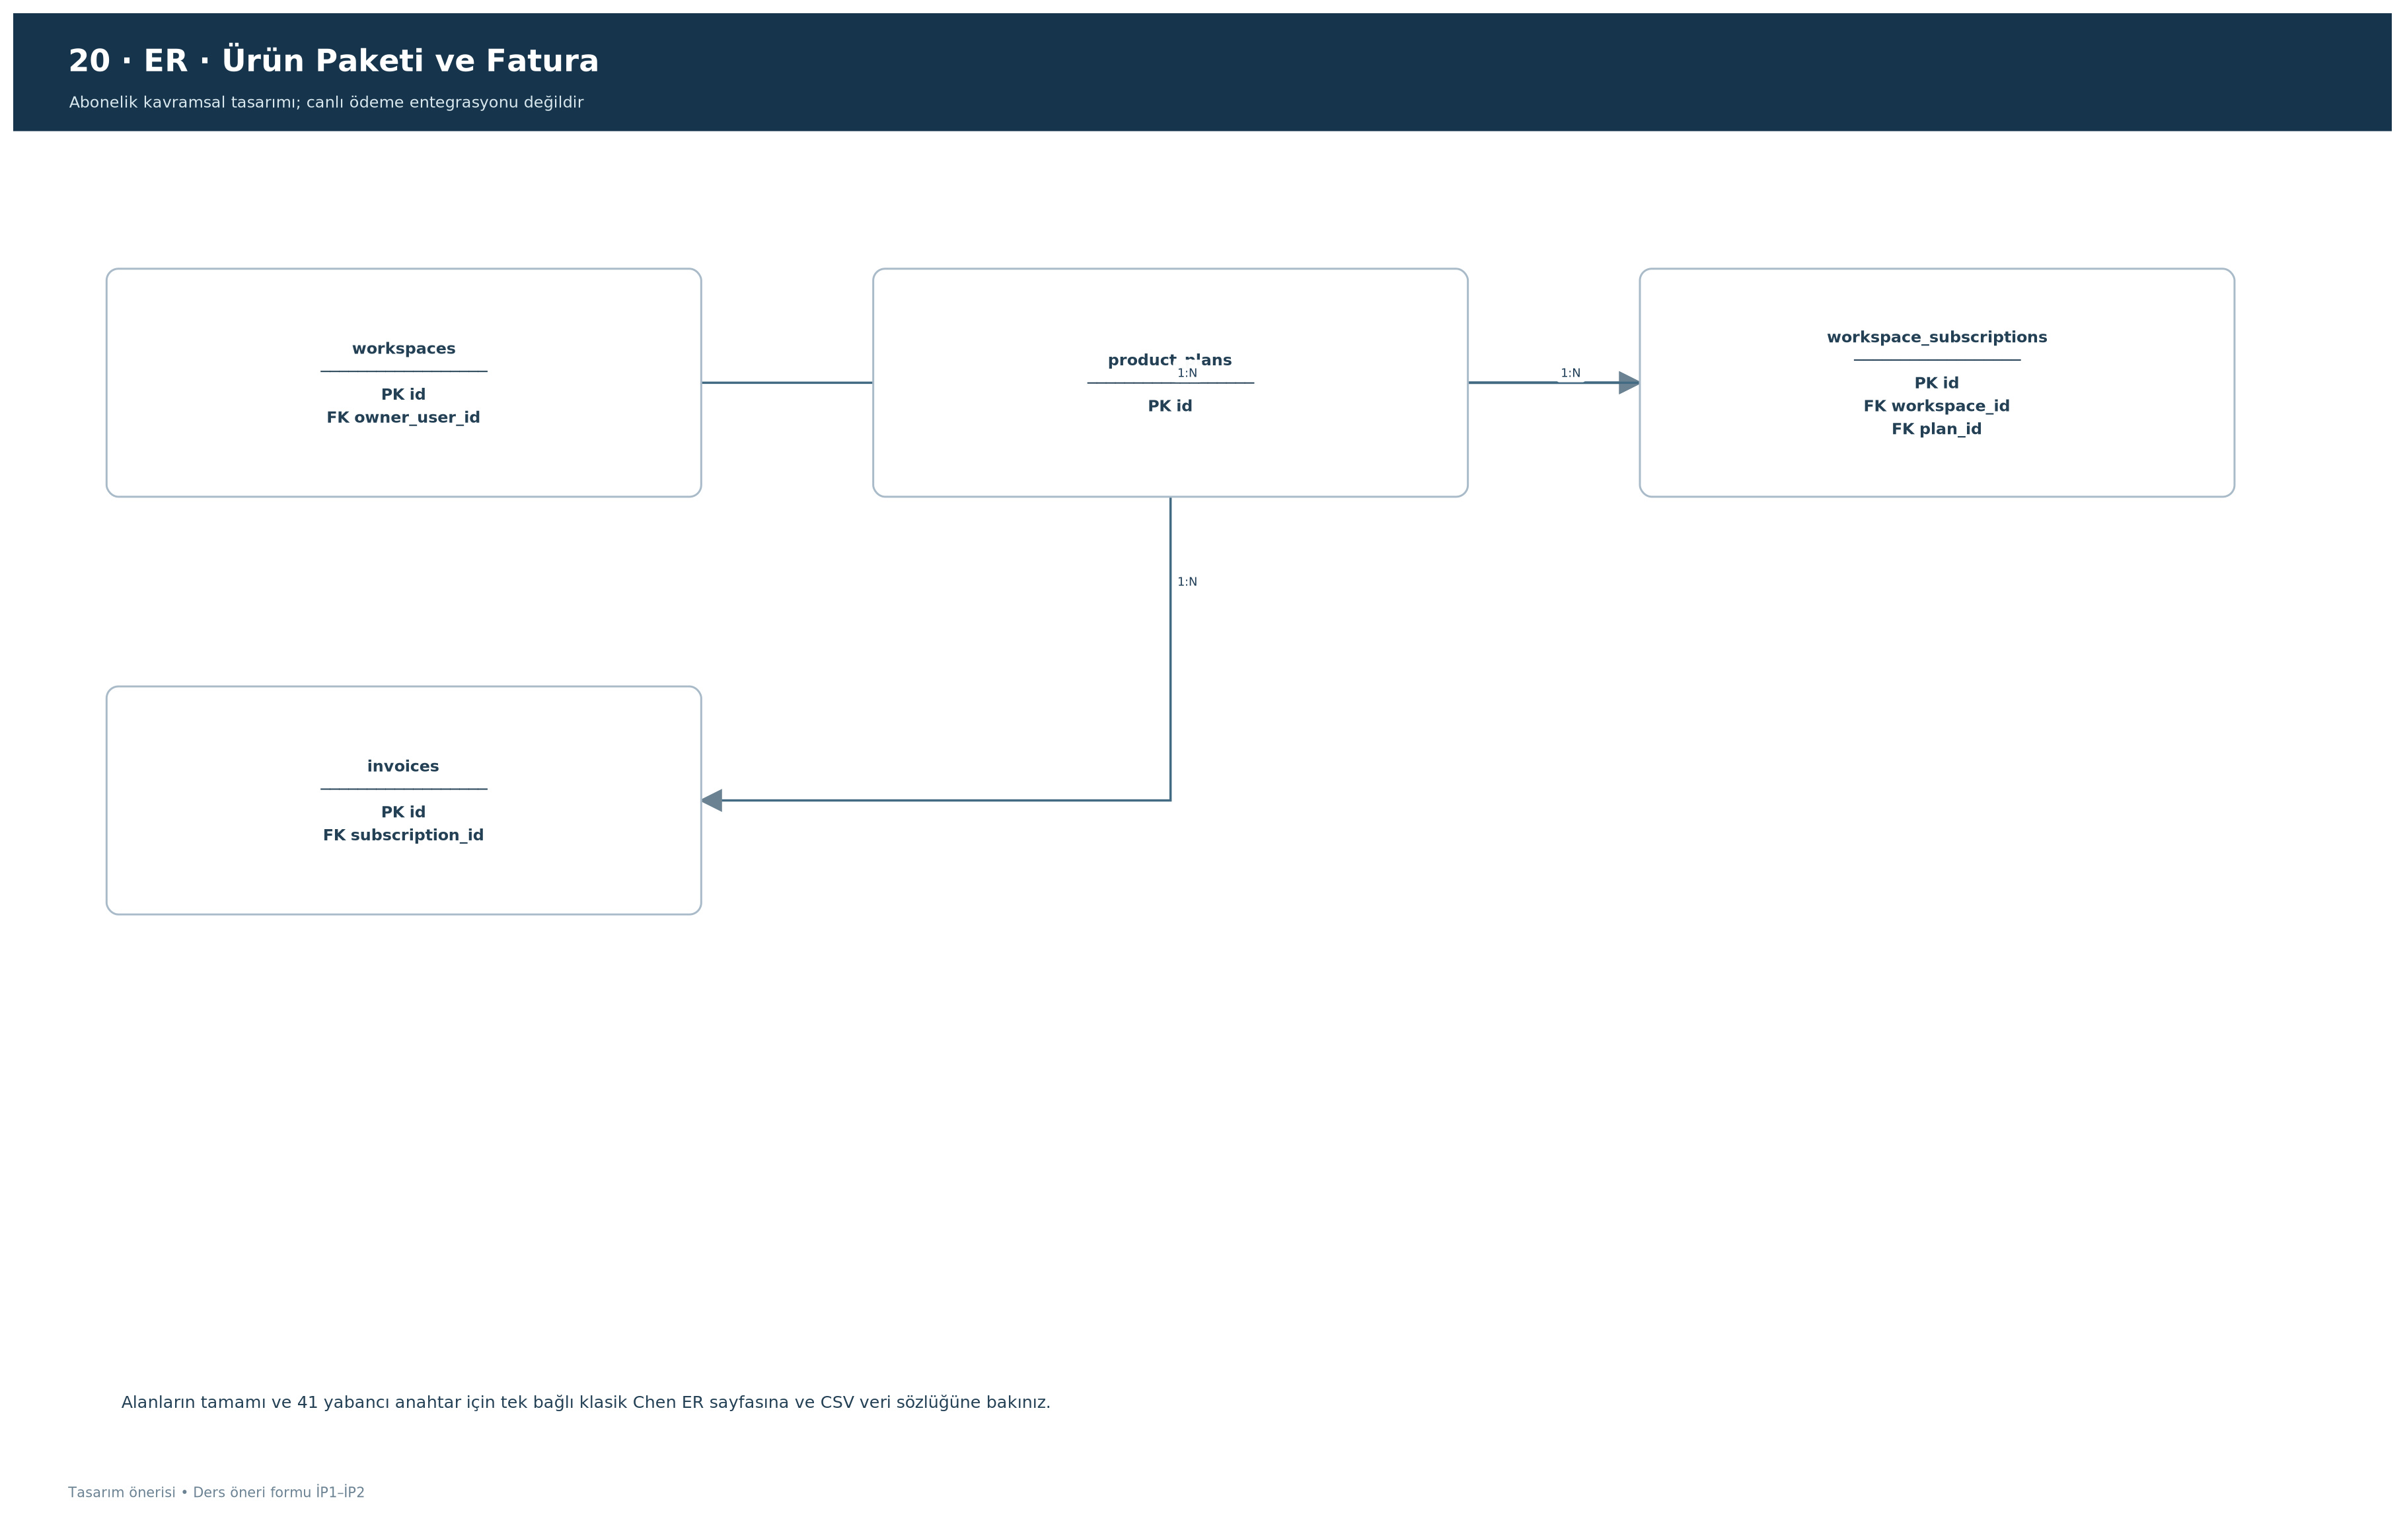 20 · ER · Ürün Paketi ve Fatura
Abonelik kavramsal tasarımı; canlı ödeme entegrasyonu değildir
workspaces
PK id
FK owner_user_id
product_plans
1:N
PK id
1:N
workspace_subscriptions
PK id
FK workspace_id
FK plan_id
1:N
invoices
PK id
FK subscription_id
Alanların tamamı ve 41 yabancı anahtar için tek bağlı klasik Chen ER sayfasına ve CSV veri sözlüğüne bakınız.
Tasarım önerisi • Ders öneri formu İP1–İP2